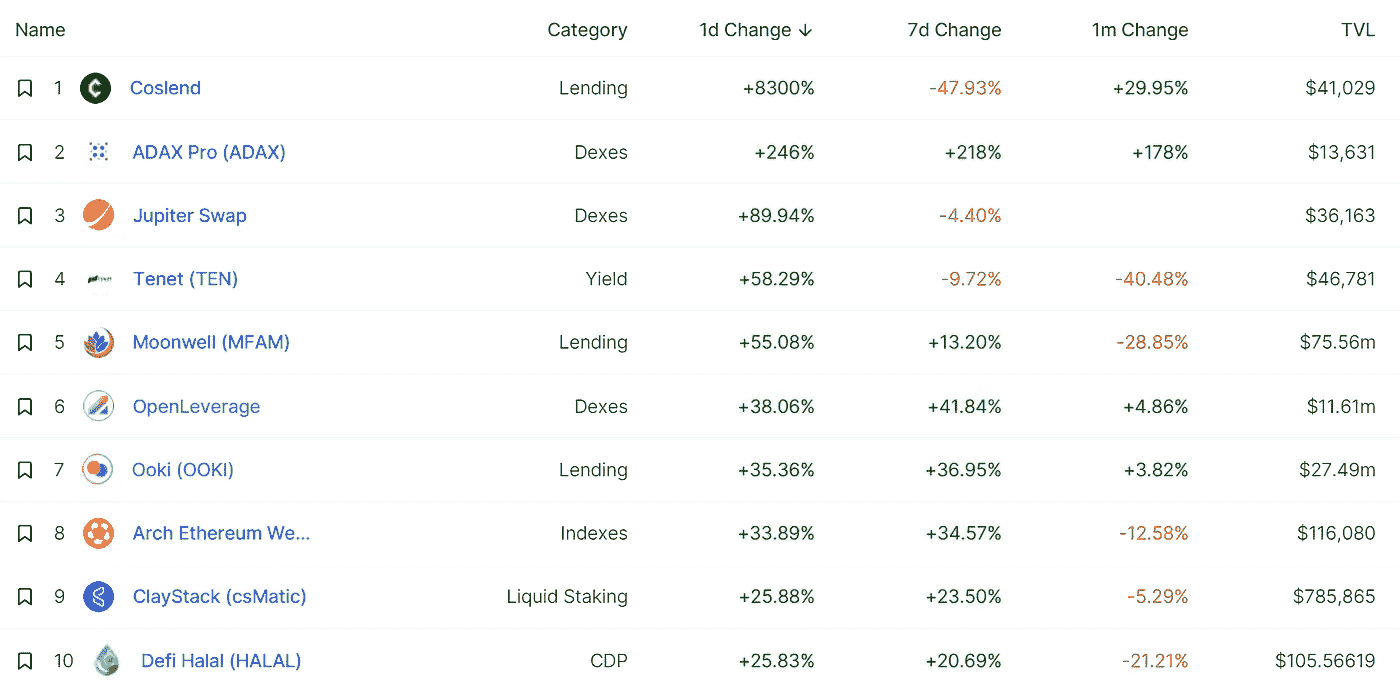 Name Category 1d Change ↓ 7d Change 1m Change TVL
1 Coslend Lending +8300% -47.93% +29.95% $41,029
2 ADAX Pro (ADAX) Dexes +246% +218% +178% $13,631
3 Jupiter Swap Dexes +89.94% -4.40% $36,163
4 Tenet (TEN) Yield +58.29% -9.72% -40.48% $46,781
5 Moonwell (MFAM) Lending +55.08% +13.20% -28.85% $75.56m
6 OpenLeverage Dexes +38.06% +41.84% +4.86% $11.61m
7 Ooki (OOKI) Lending +35.36% +36.95% +3.82% $27.49m
8 Arch Ethereum We... Indexes +33.89% +34.57% -12.58% $116,080
9 ClayStack (csMatic) Liquid Staking +25.88% +23.50% -5.29% $785,865
10 Defi Halal (HALAL) CDP +25.83% +20.69% -21.21% $105.56619